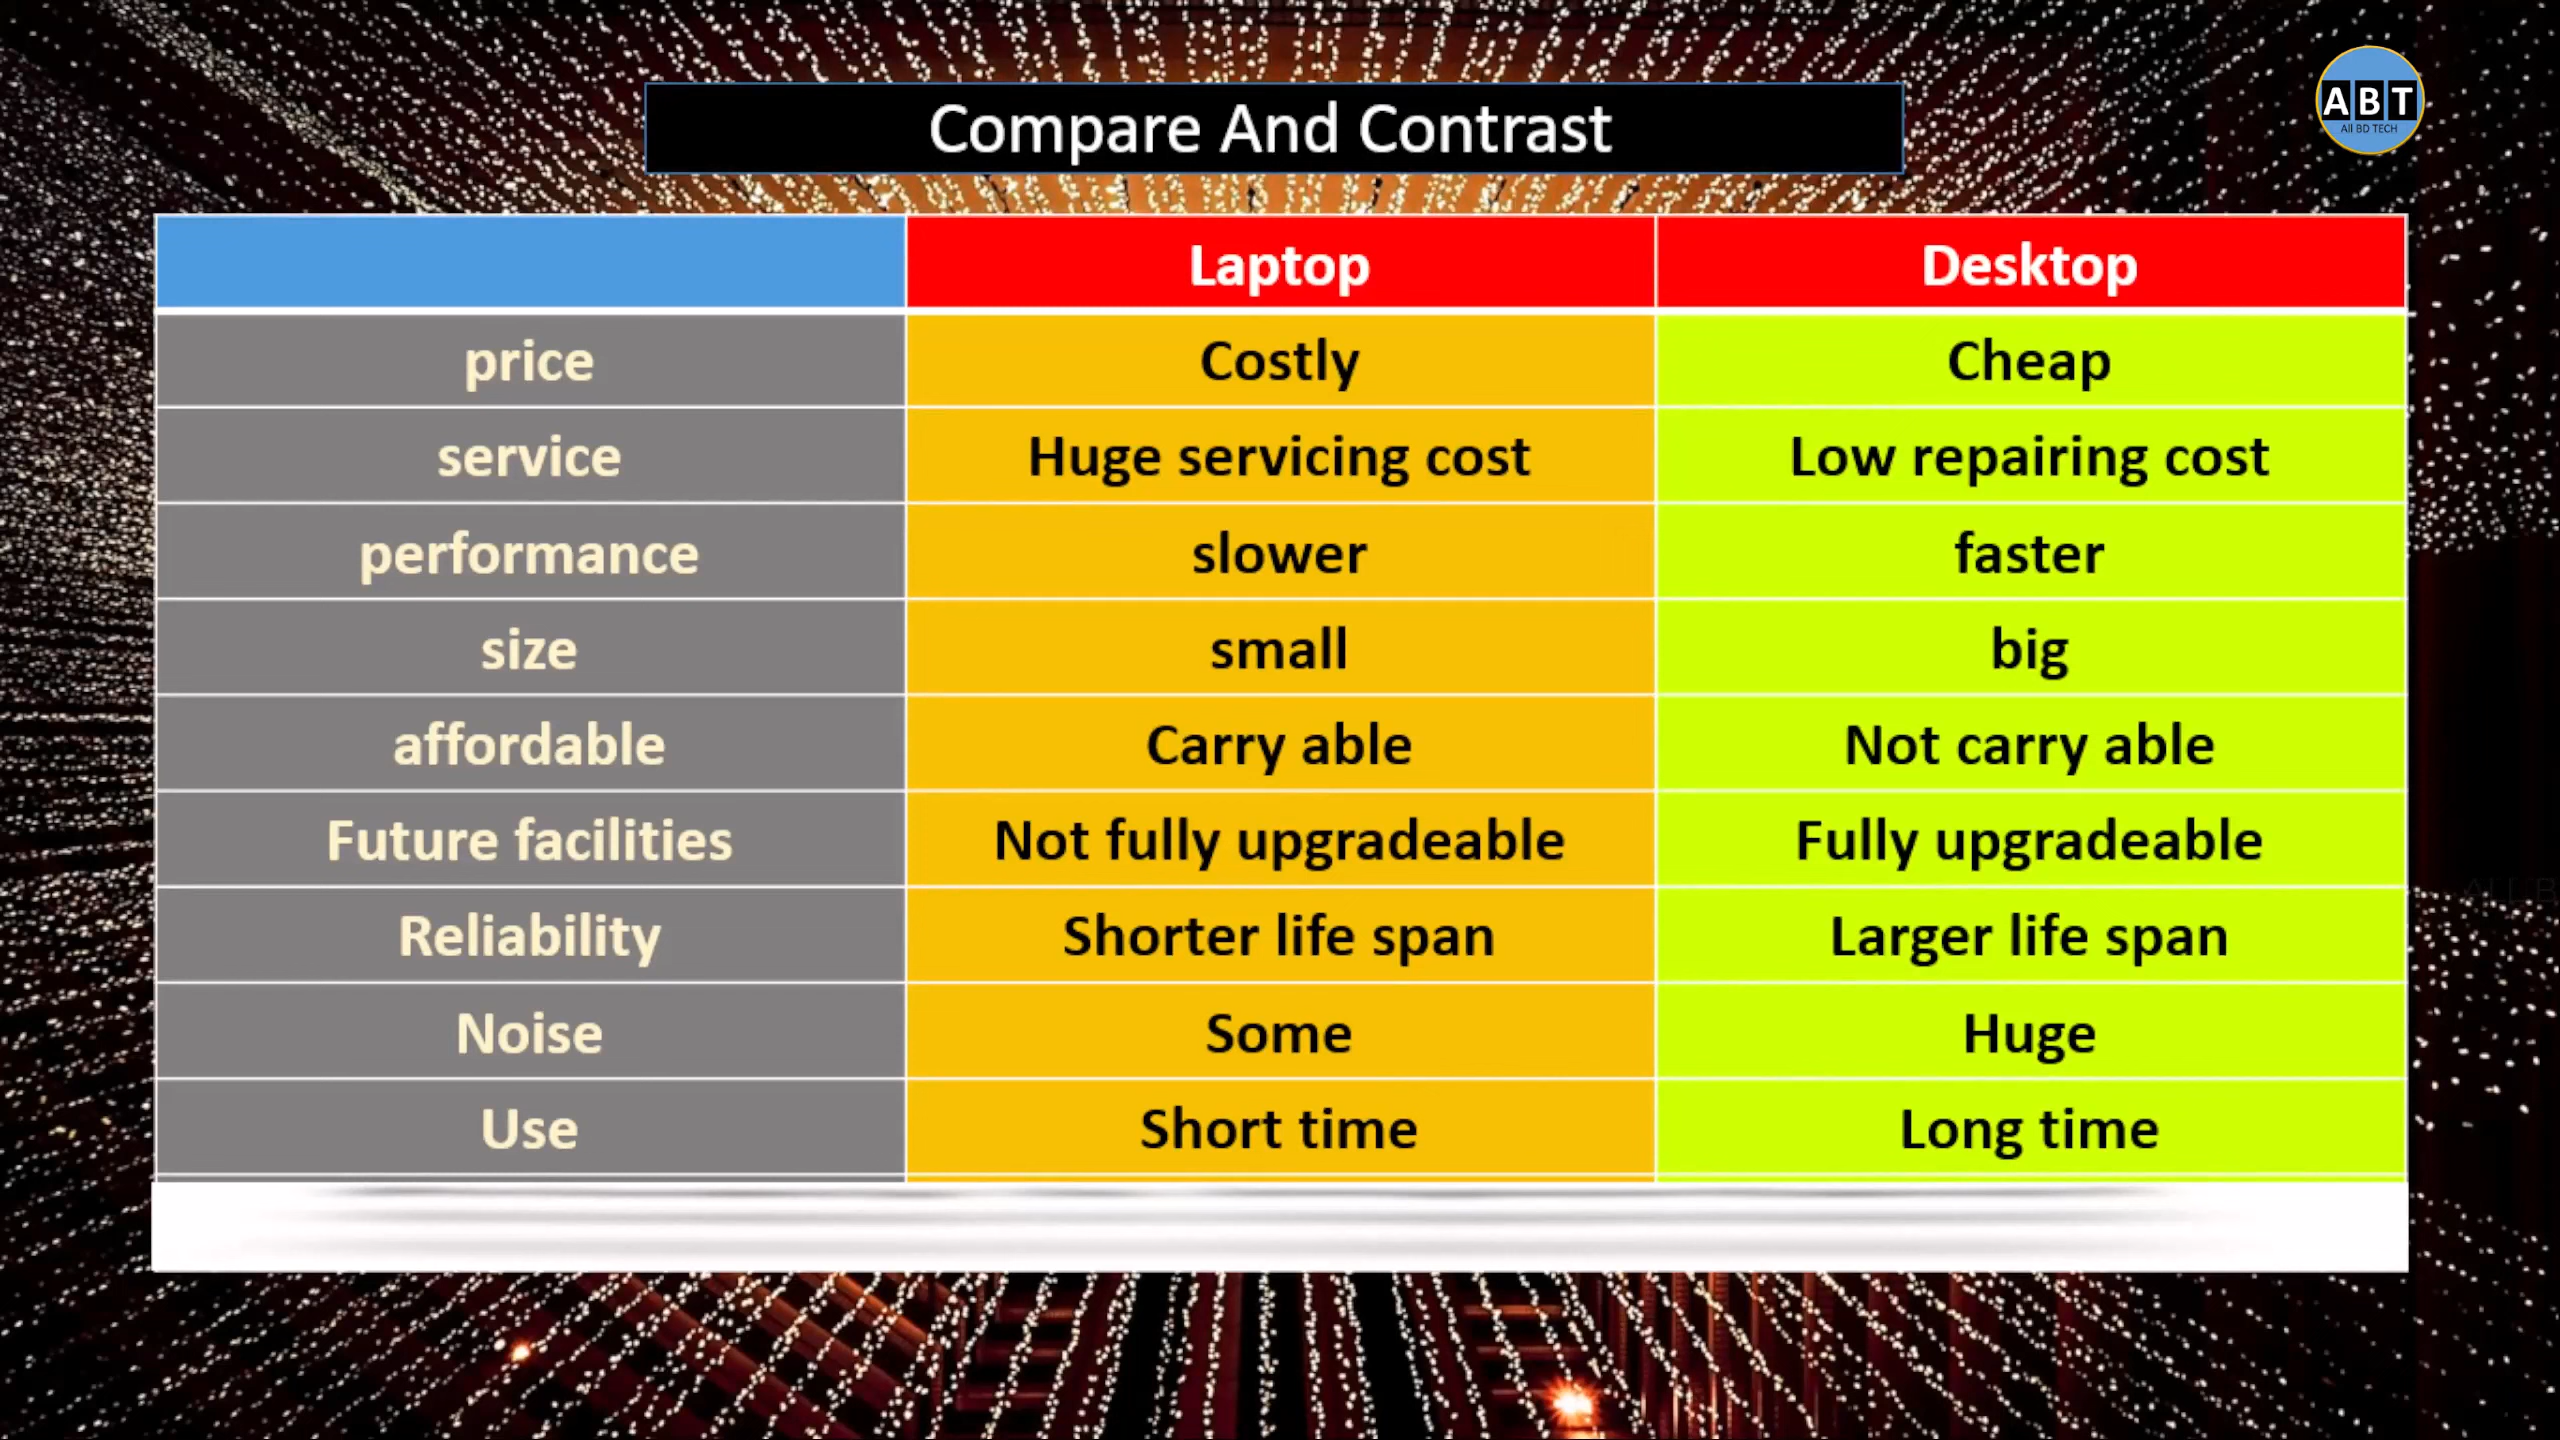 Compare And Contrast
ABT
All BD TECH
Laptop Desktop
price Costly Cheap
service Huge servicing cost Low repairing cost
performance slower faster
size small big
affordable Carry able Not carry able
Future facilities Not fully upgradeable Fully upgradeable
Reliability Shorter life span Larger life span
Noise Some Huge
Use Short time Long time